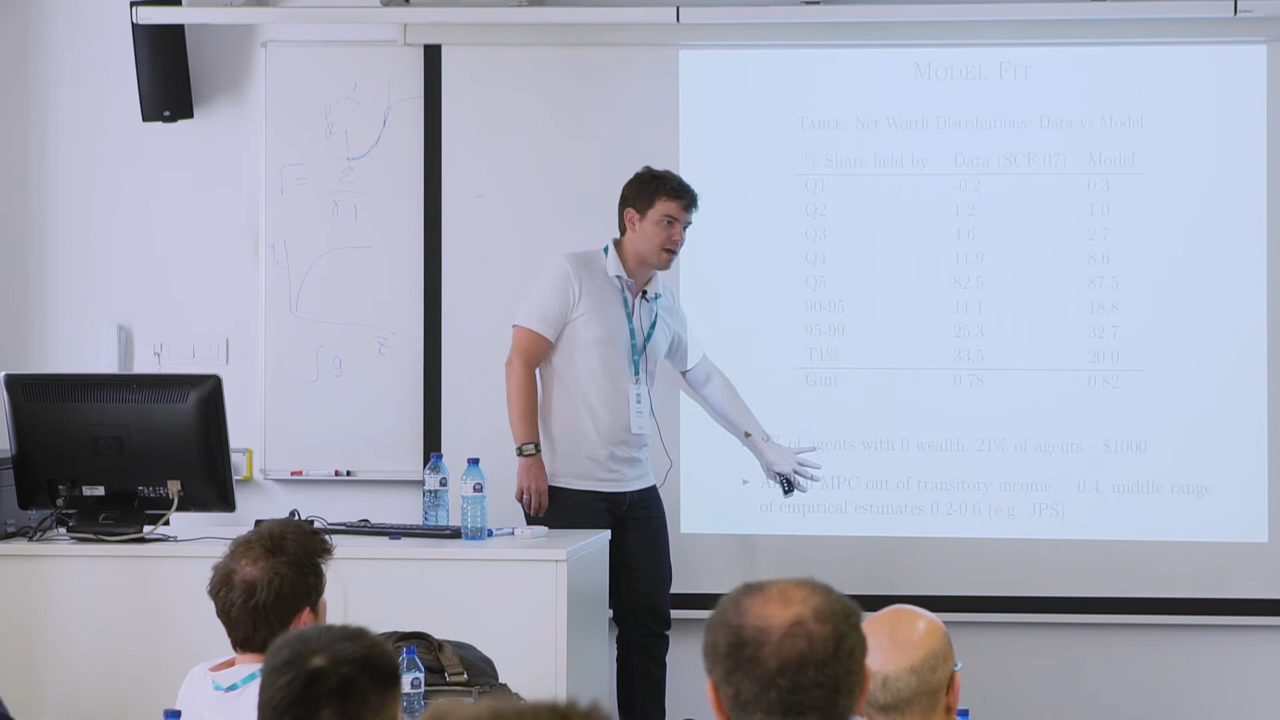 MODEL FIT
TABLE: Net Worth Distributions: Data vs Model
% Share held by: Data (SCF 07) Model
Q1 -0.2 0.3
Q2 1.2 1.0
Q3 4.6 2.7
Q4 11.9 8.6
Q5 82.5 87.5
90-95 11.1 18.8
95-99 25.3 32.7
T1% 33.5 20.0
Gini 0.78 0.82
% of agents with 0 wealth, 21% of agents $1000
MPC out of transitory income 0.4, middle range
of empirical estimates 0.2-0.6 (e.g. JPS)
Γ =
∫g
z